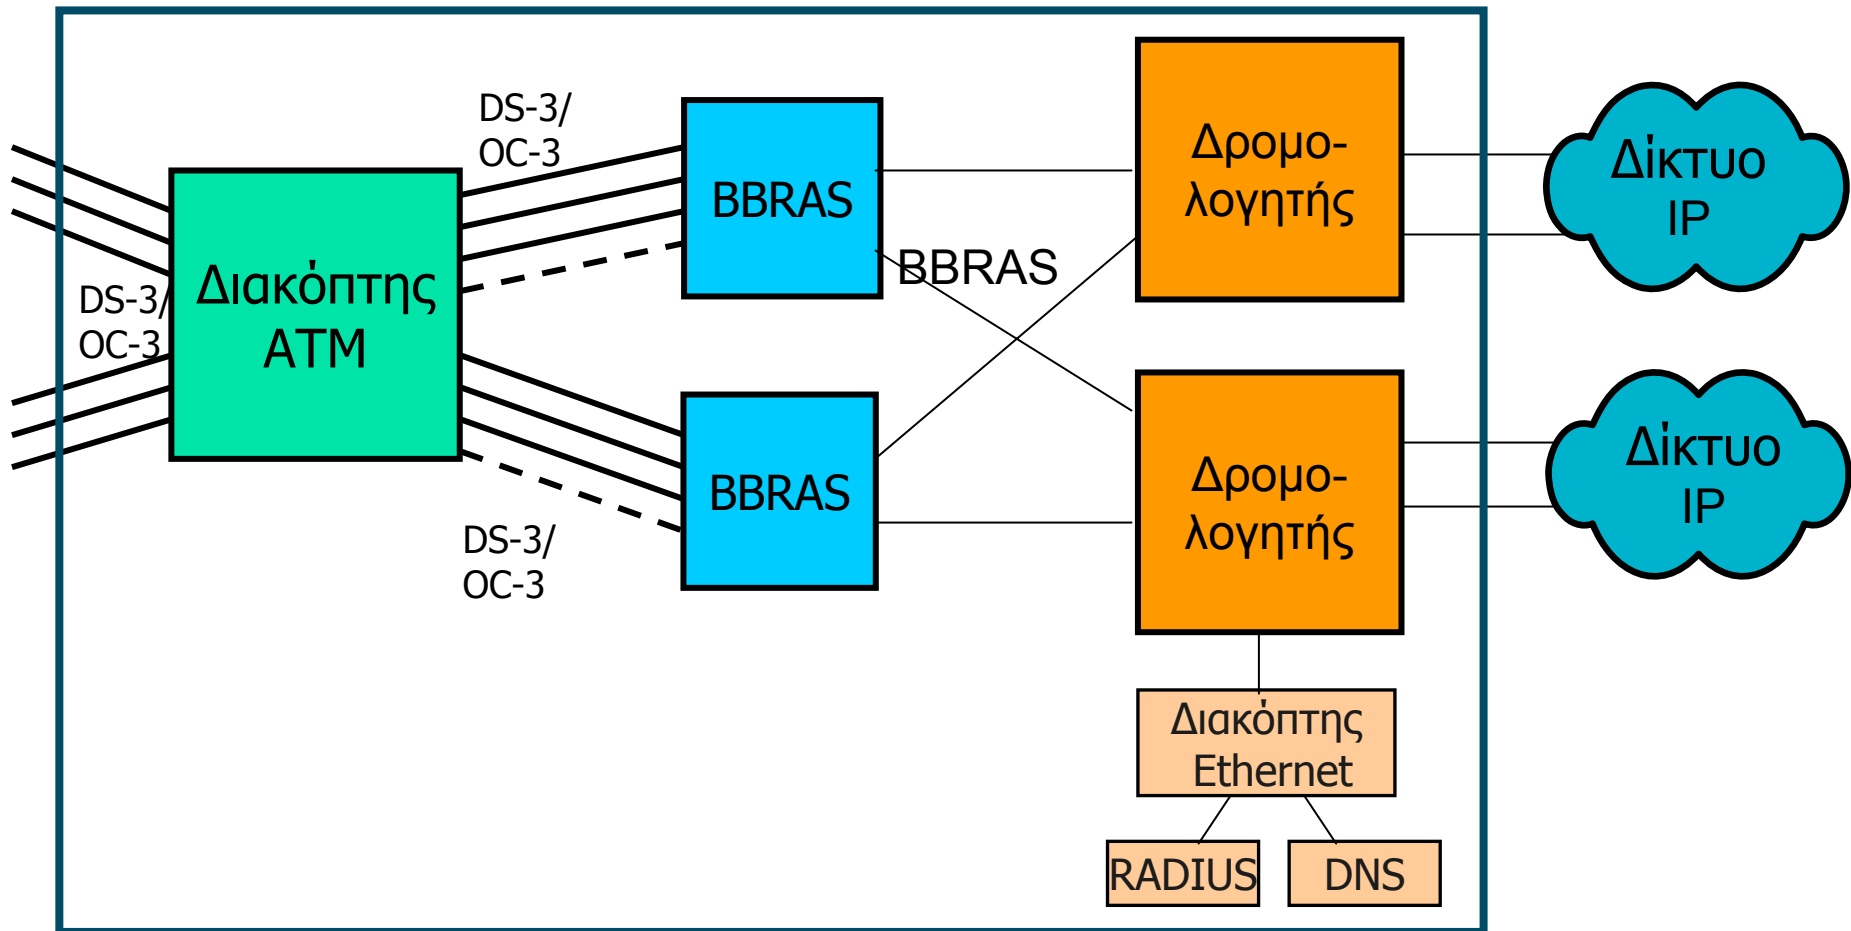 DS-3/
OC-3
Διακόπτης
ATM
DS-3/
OC-3
BBRAS
BBRAS
DS-3/
OC-3
BBRAS
Δρομο-
λογητής
Δρομο-
λογητής
Δίκτυο
IP
Δίκτυο
IP
Διακόπτης
Ethernet
RADIUS
DNS